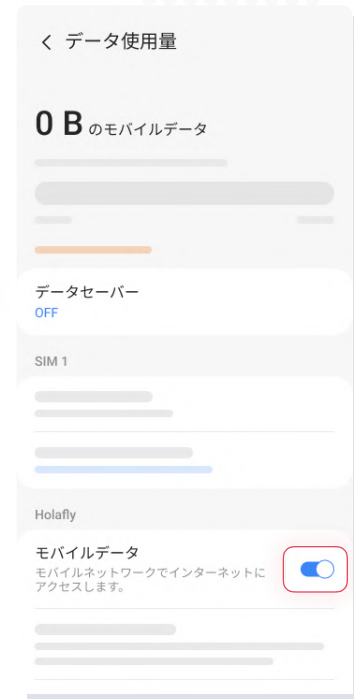 データ使用量
0 B のモバイルデータ
データセーバー
OFF
SIM 1
Holafly
モバイルデータ
モバイルネットワークでインターネットに
アクセスします。